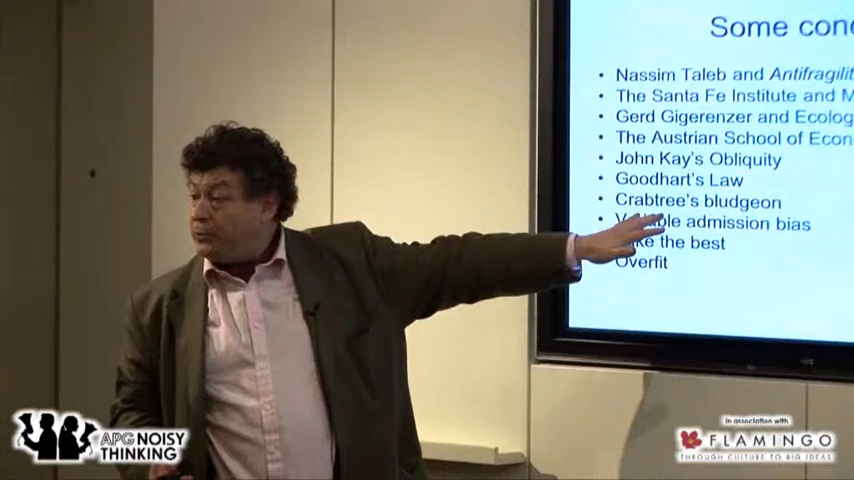 Some conc
• Nassim Taleb and Antifragilit
• The Santa Fe Institute and M
• Gerd Gigerenzer and Ecolog
• The Austrian School of Econ
• John Kay's Obliquity
• Goodhart's Law
• Crabtree's bludgeon
• admission bias
• the best
• Overfit
APG NOISY
THINKING
In association with
FLAMINGO
THROUGH CULTURE TO BIG IDEAS